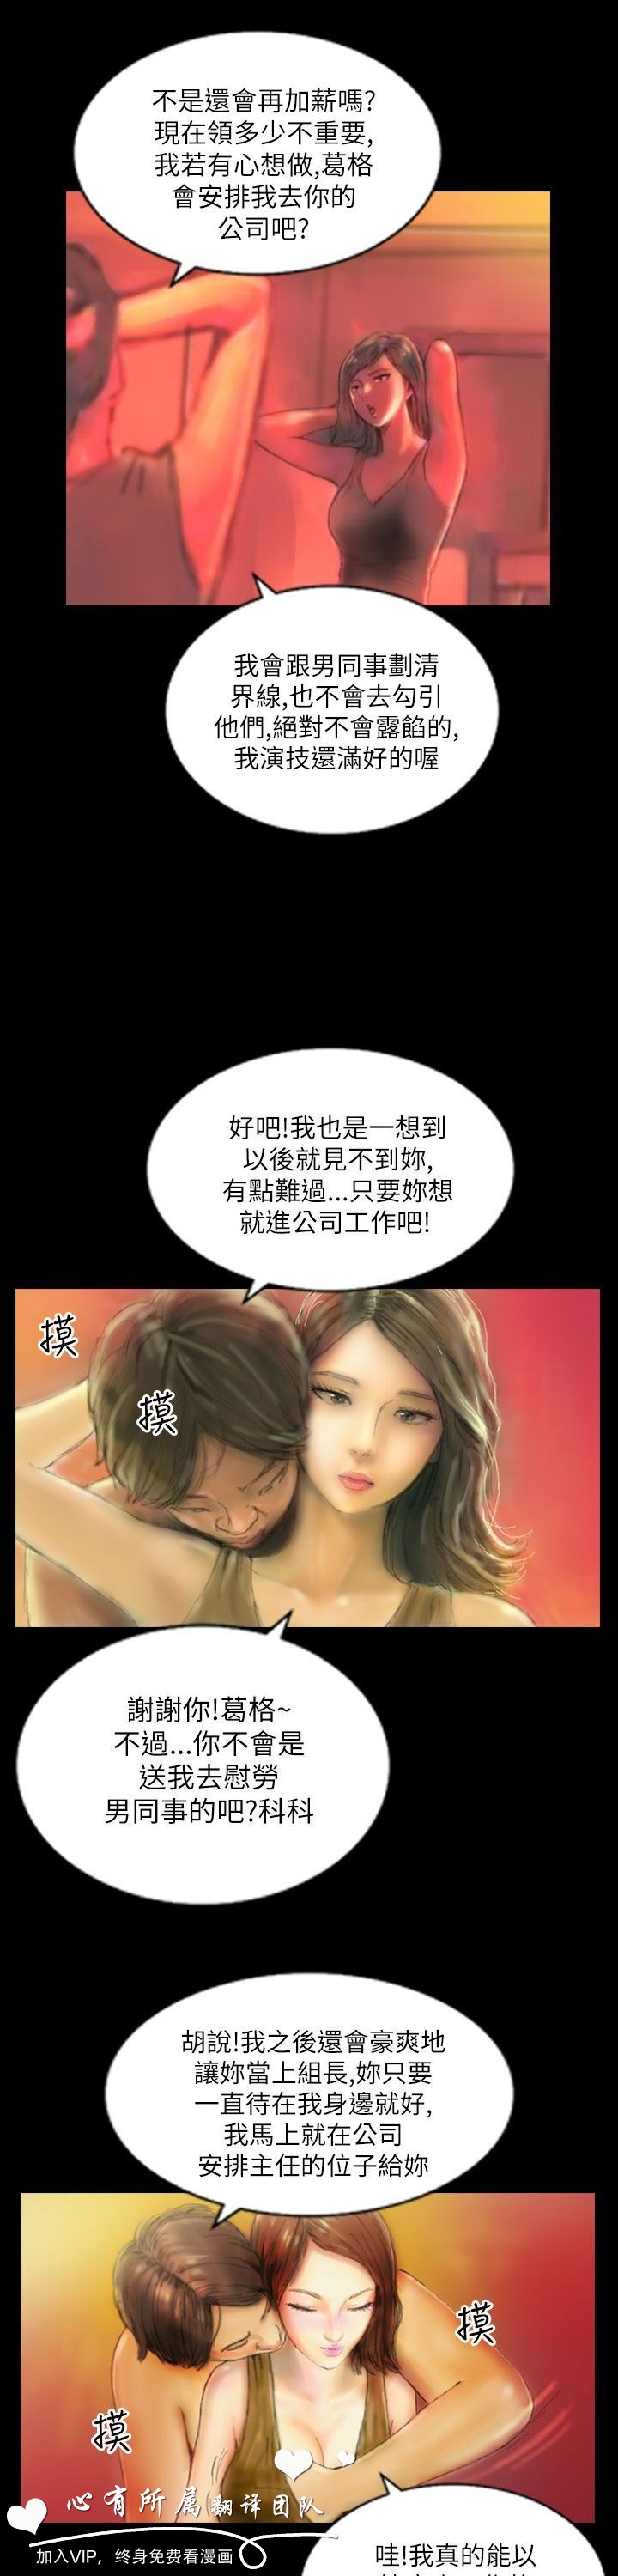 不是還會再加薪嗎?
現在領多少不重要,
我若有心想做,葛格
會安排我去你的
公司吧?
我會跟男同事劃清
界線,也不會去勾引
他們,絕對不會露餡的,
我演技還滿好的喔
好吧!我也是一想到
以後就見不到妳,
有點難過...只要妳想
就進公司工作吧!
摸
摸
謝謝你!葛格~
不過...你不會是
送我去慰勞
男同事的吧?科科
胡說!我之後還會豪爽地
讓妳當上組長,妳只要
一直待在我身邊就好,
我馬上就在公司
安排主任的位子給妳
摸
摸
心有所属翻译团队
加入VIP，终身免费看漫画
哇!我真的能以